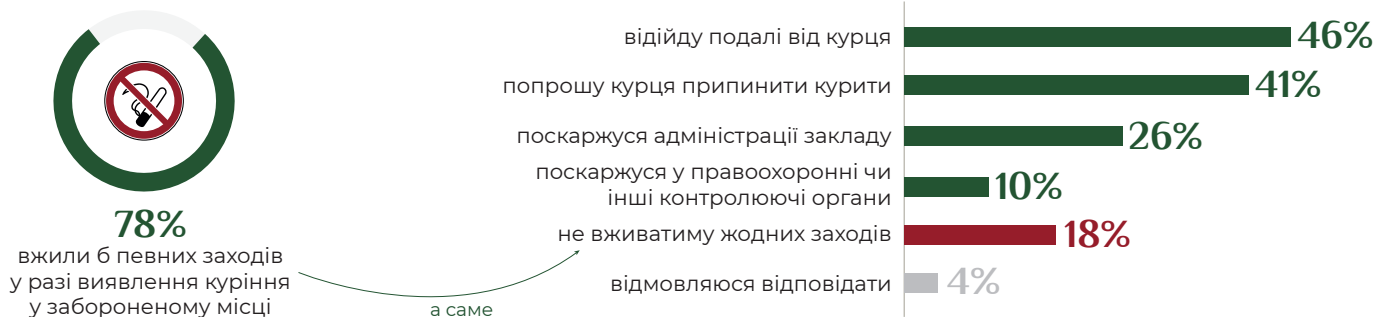 78%
вжили б певних заходів
у разі виявлення куріння
у забороненому місці
а саме
відійду подалі від курця 46%
попрошу курця припинити курити 41%
поскаржуся адміністрації закладу 26%
поскаржуся у правоохоронні чи
інші контролюючі органи 10%
не вживатиму жодних заходів 18%
відмовляюся відповідати 4%